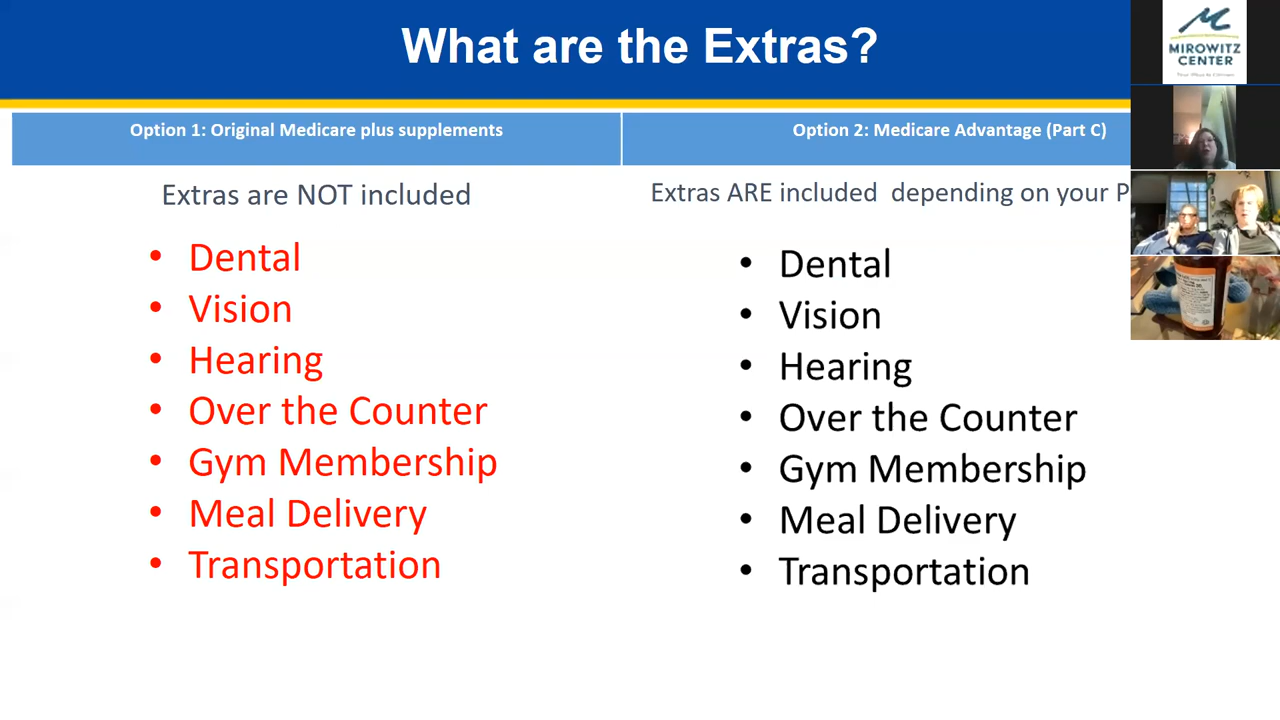 What are the Extras?
Option 1: Original Medicare plus supplements
Extras are NOT included
• Dental
• Vision
• Hearing
• Over the Counter
• Gym Membership
• Meal Delivery
• Transportation
Option 2: Medicare Advantage (Part C)
Extras ARE included depending on your P
• Dental
• Vision
• Hearing
• Over the Counter
• Gym Membership
• Meal Delivery
• Transportation
MIROWITZ
CENTER